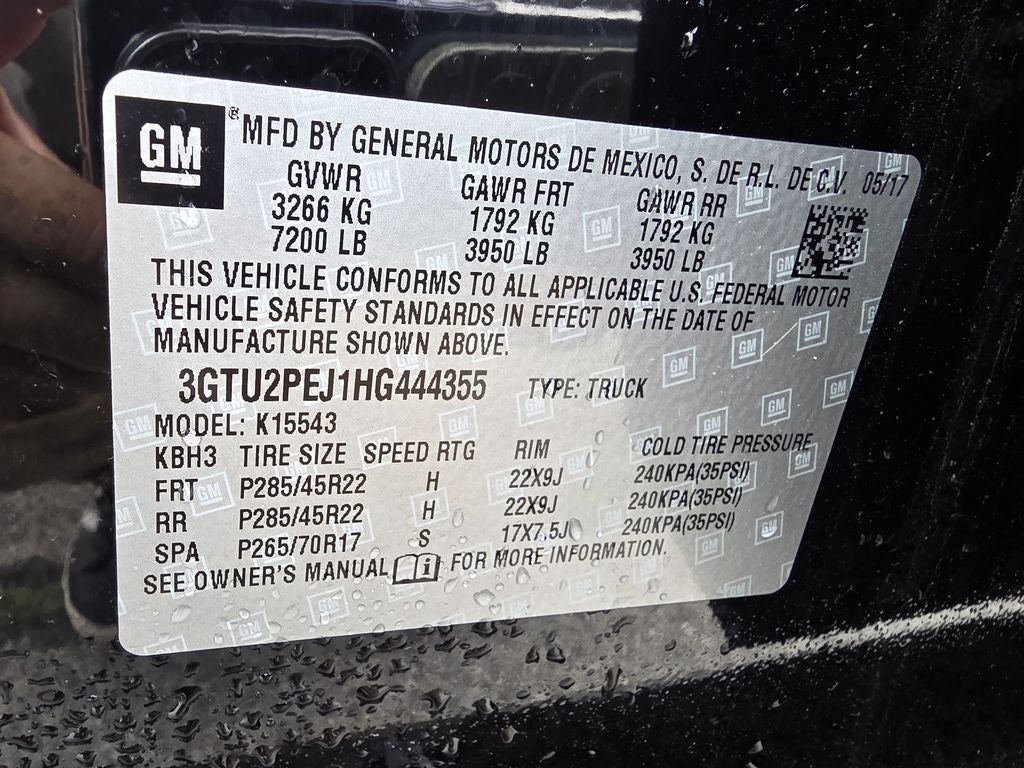 GM ® MFD BY GENERAL MOTORS DE MEXICO, S. DE R.L. DE C.V. 05/17
GVWR GAWR FRT GAWR RR
3266 KG 1792 KG 1792 KG
7200 LB 3950 LB 3950 LB
THIS VEHICLE CONFORMS TO ALL APPLICABLE U.S. FEDERAL MOTOR
VEHICLE SAFETY STANDARDS IN EFFECT ON THE DATE OF
MANUFACTURE SHOWN ABOVE.
3GTU2PEJ1HG444355 TYPE: TRUCK
MODEL: K15543
KBH3 TIRE SIZE SPEED RTG RIM COLD TIRE PRESSURE
FRT P285/45R22 H 22X9J 240KPA(35PSI)
RR P285/45R22 H 22X9J 240KPA(35PSI)
SPA P265/70R17 S 17X7.5J 240KPA(35PSI)
SEE OWNER'S MANUAL i FOR MORE INFORMATION.